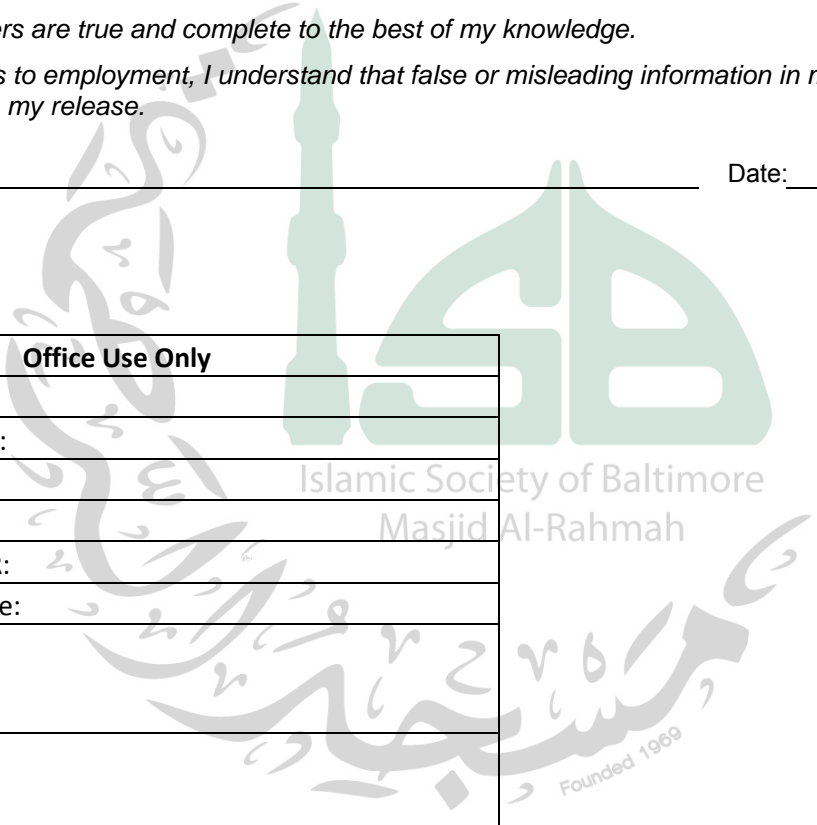 ers are true and complete to the best of my knowledge.
s to employment, I understand that false or misleading information in
my release.
Date:
Office Use Only
:
:
e:
Islamic Society of Baltimore
Masjid Al-Rahmah
مسجد
Founded 1969